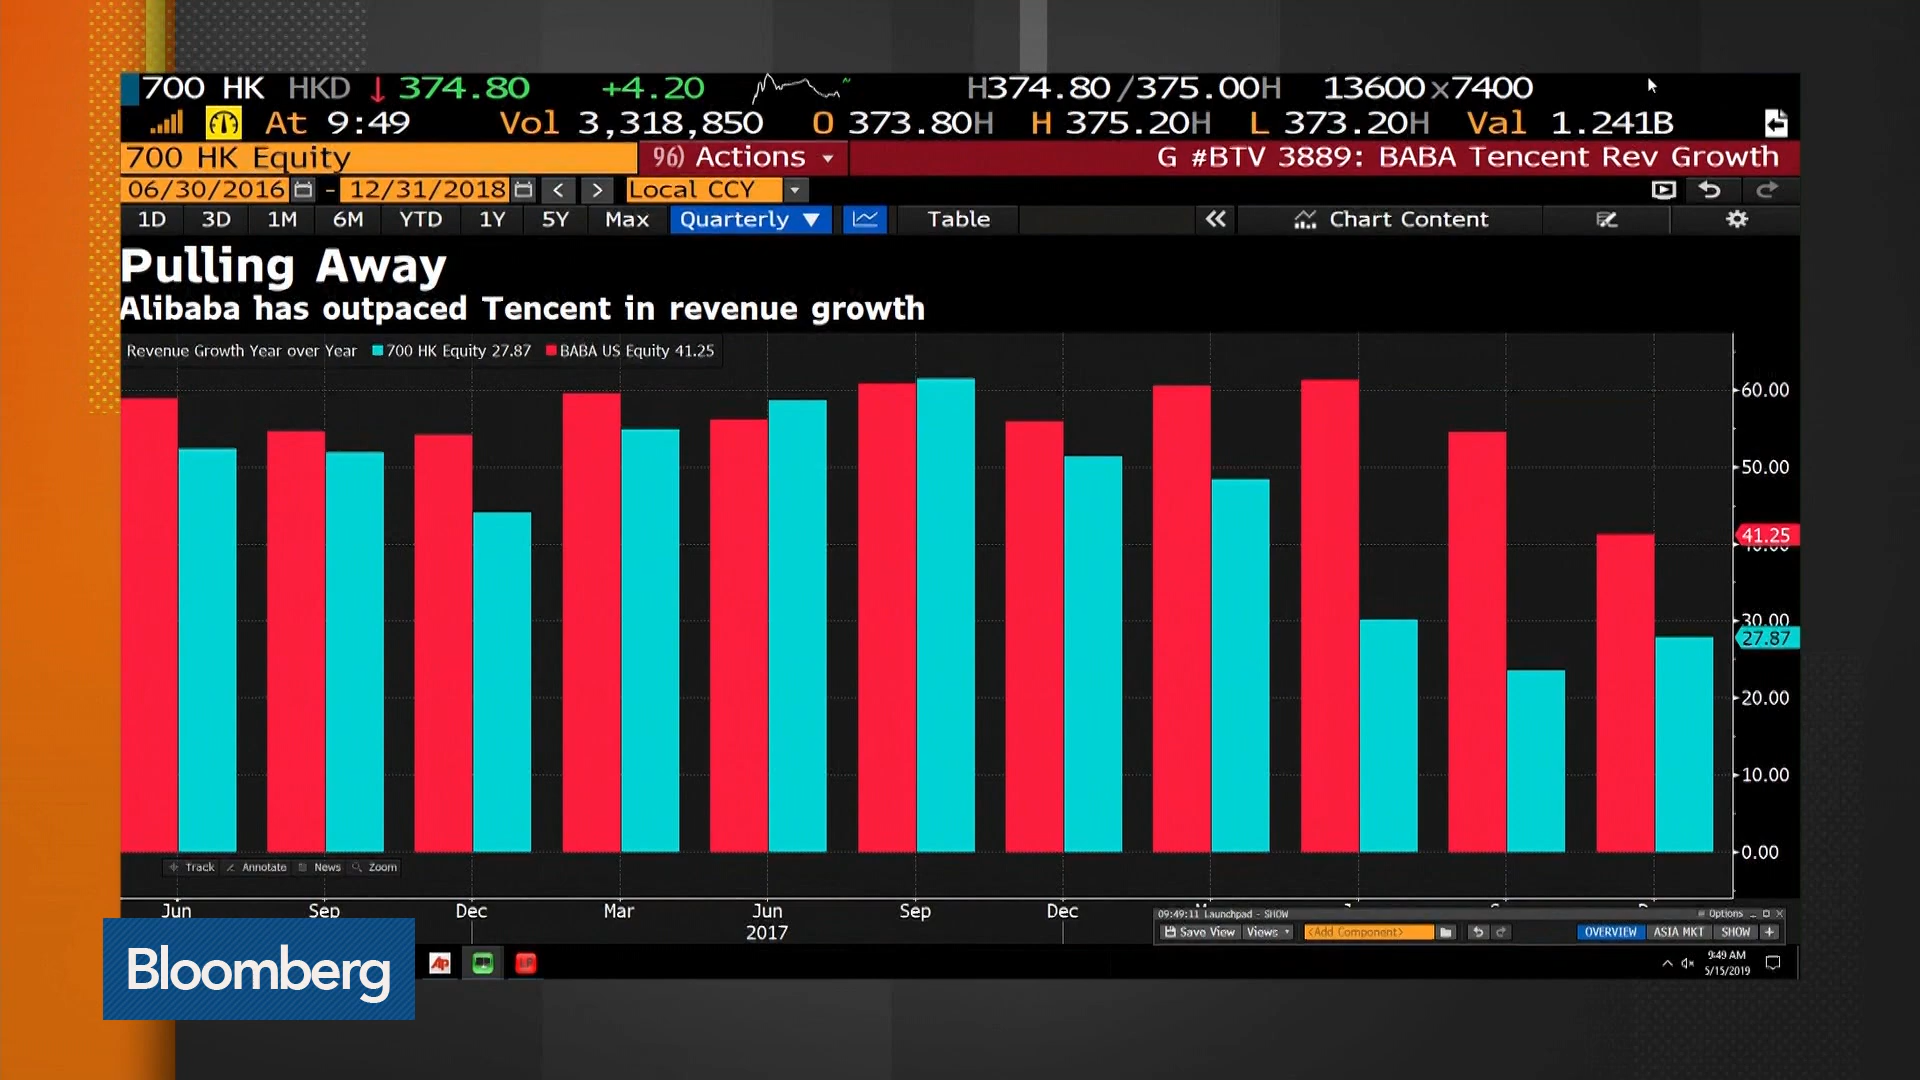 700 HK HKD ↓ 374.80 +4.20 H374.80/375.00H 13600x7400
At 9:49 Vol 3,318,850 O 373.80H H 375.20H L 373.20H Val 1.241B
700 HK Equity 96) Actions G #BTV 3889: BABA Tencent Rev Growth
06/30/2016 - 12/31/2018 < > Local CCY
1D 3D 1M 6M YTD 1Y 5Y Max Quarterly ▼ Table « Chart Content
Pulling Away
Alibaba has outpaced Tencent in revenue growth
Revenue Growth Year over Year 700 HK Equity 27.87 BABA US Equity 41.25
60.00
50.00
41.25
40.00
30.00
27.87
20.00
10.00
0.00
Track Annotate News Zoom
Jun Sep Dec Mar Jun Sep Dec
2017
09:49:11 Launchpad - SHOW Options
Save View Views <Add Component> OVERVIEW ASIA MKT SHOW +
Bloomberg
9:49 AM
5/15/2019